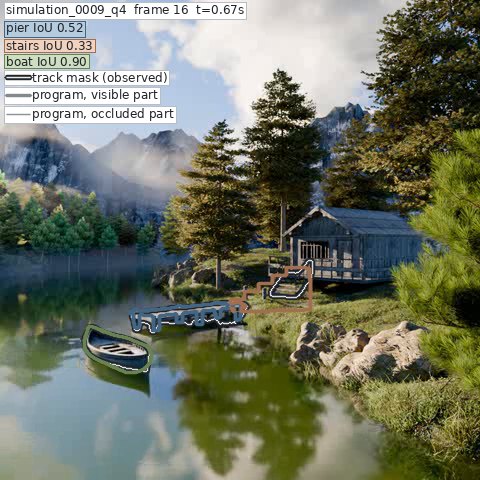 simulation_0009_q4  frame 16  t=0.67s
pier IoU 0.52
stairs IoU 0.33
boat IoU 0.90
track mask (observed)
program, visible part
program, occluded part